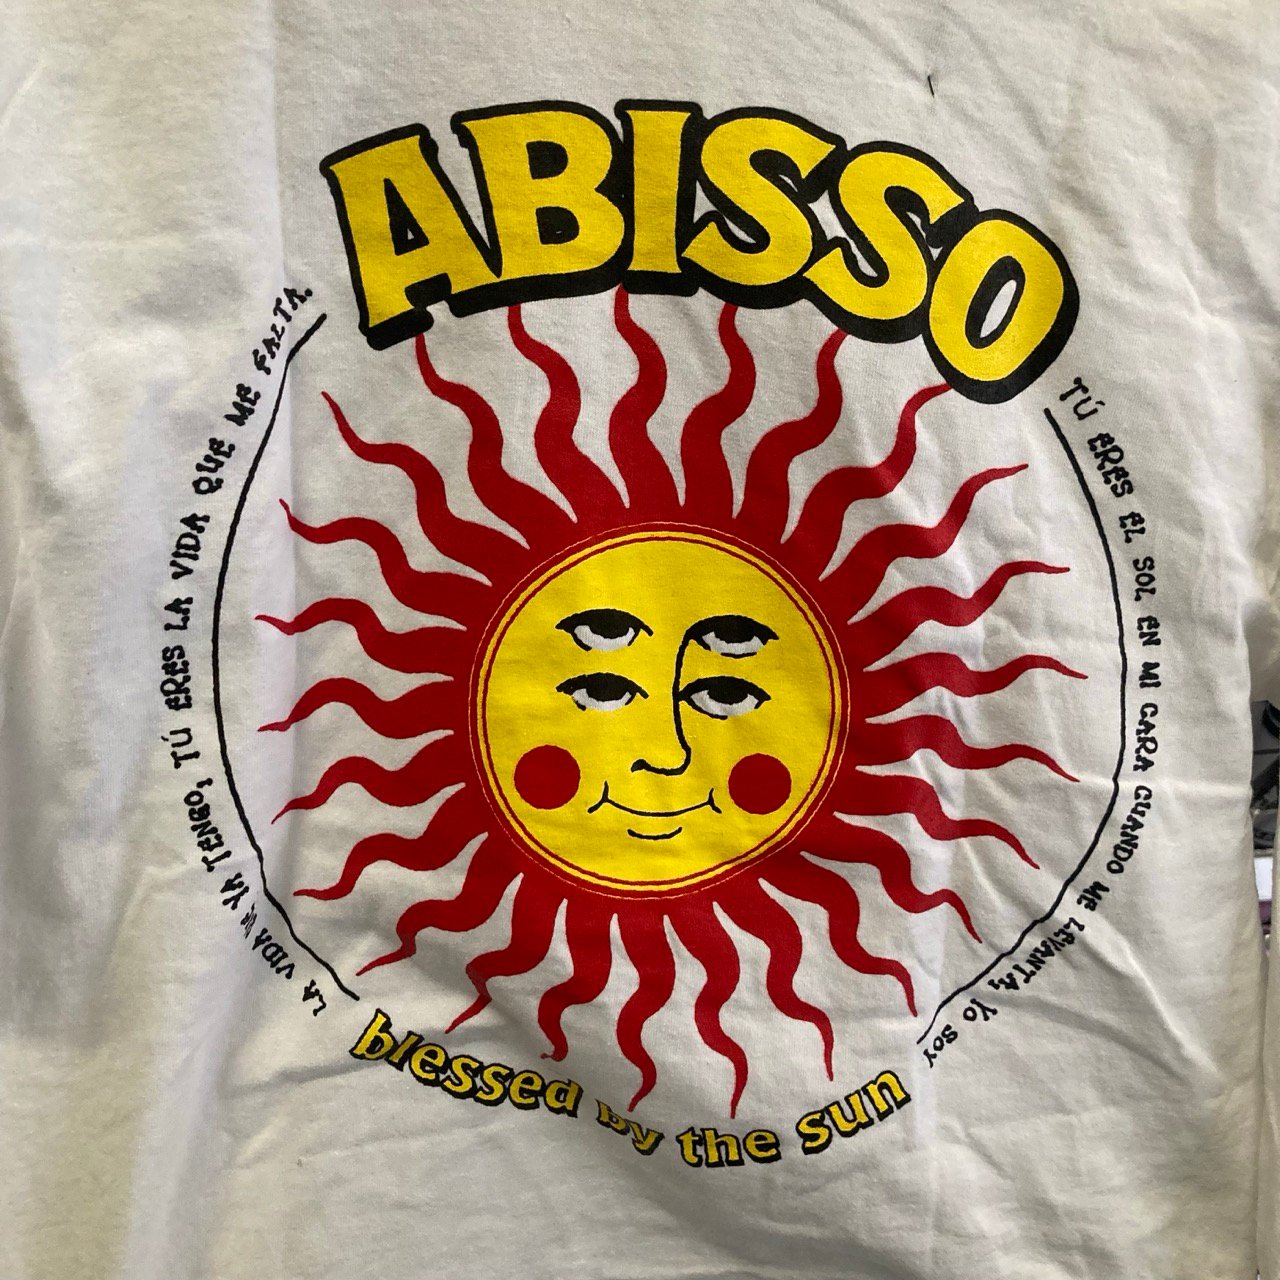 ABISSO
TÚ ERES EL SOL EN MI CARA CUANDO ME LEVANTA, YO SOY
LA VIDA QUE YA TENGO, TÚ ERES LA VIDA QUE ME FALTA.
blessed by the sun